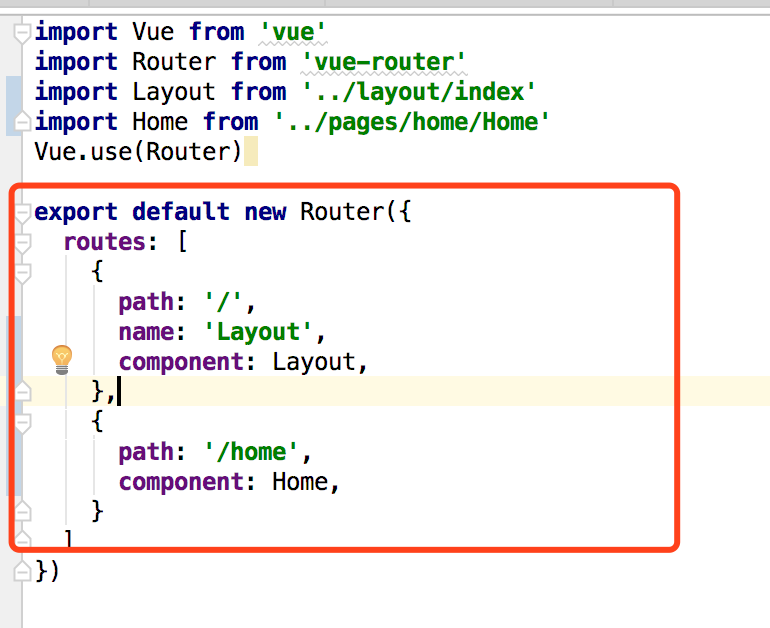 import Vue from 'vue'
import Router from 'vue-router'
import Layout from '../layout/index'
import Home from '../pages/home/Home'
Vue.use(Router)
export default new Router({
  routes: [
    {
      path: '/',
      name: 'Layout',
      component: Layout,
    },
    {
      path: '/home',
      component: Home,
    }
  ]
})